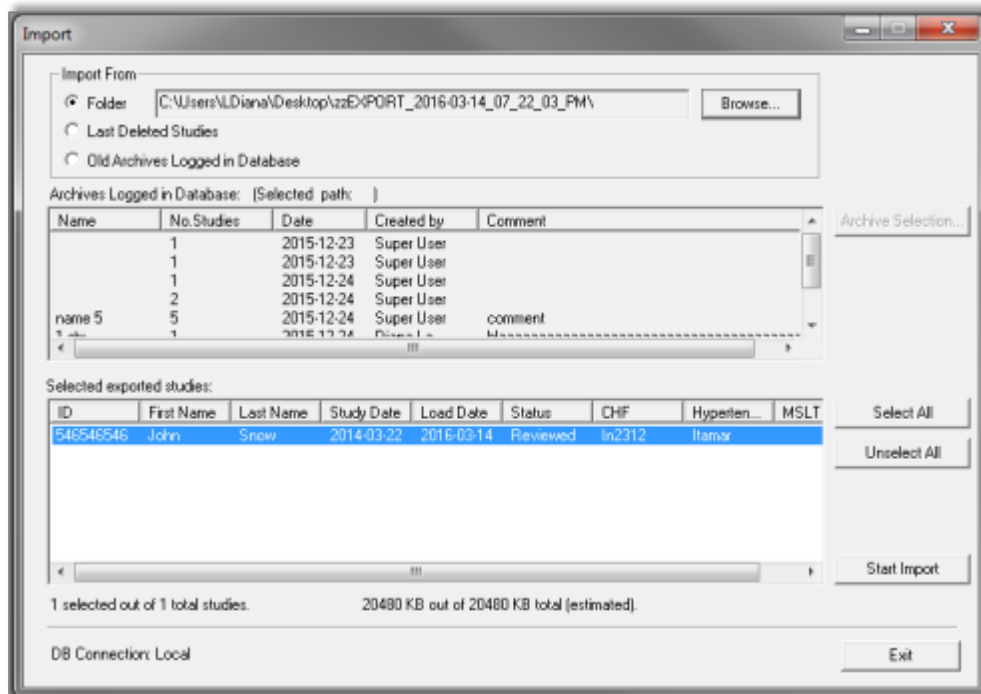 Import
Import From
Folder C:\Users\LDiana\Desktop\zzEXPORT_2016-03-14_07_22_03_PM\ Browse...
Last Deleted Studies
Old Archives Logged in Database
Archives Logged in Database: (Selected path: )
Name No.Studies Date Created by Comment Archive Selection...
1 2015-12-23 Super User
1 2015-12-23 Super User
1 2015-12-24 Super User
2 2015-12-24 Super User
name 5 5 2015-12-24 Super User comment
1 2015-12-24
Selected exported studies:
ID First Name Last Name Study Date Load Date Status CHF Hyperten... MSLT Select All
546546546 John Snow 2014-03-22 2016-03-14 Reviewed In2312 Itamar
Unselect All
Start Import
1 selected out of 1 total studies. 20480 KB out of 20480 KB total (estimated).
DB Connection: Local Exit